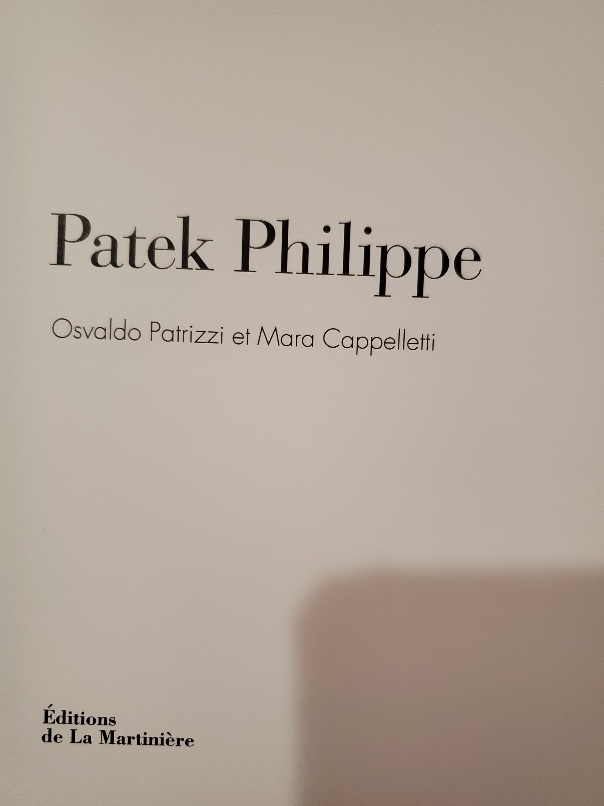 Patek Philippe
Osvaldo Patrizzi et Mara Cappelletti
Éditions
de La Martinière